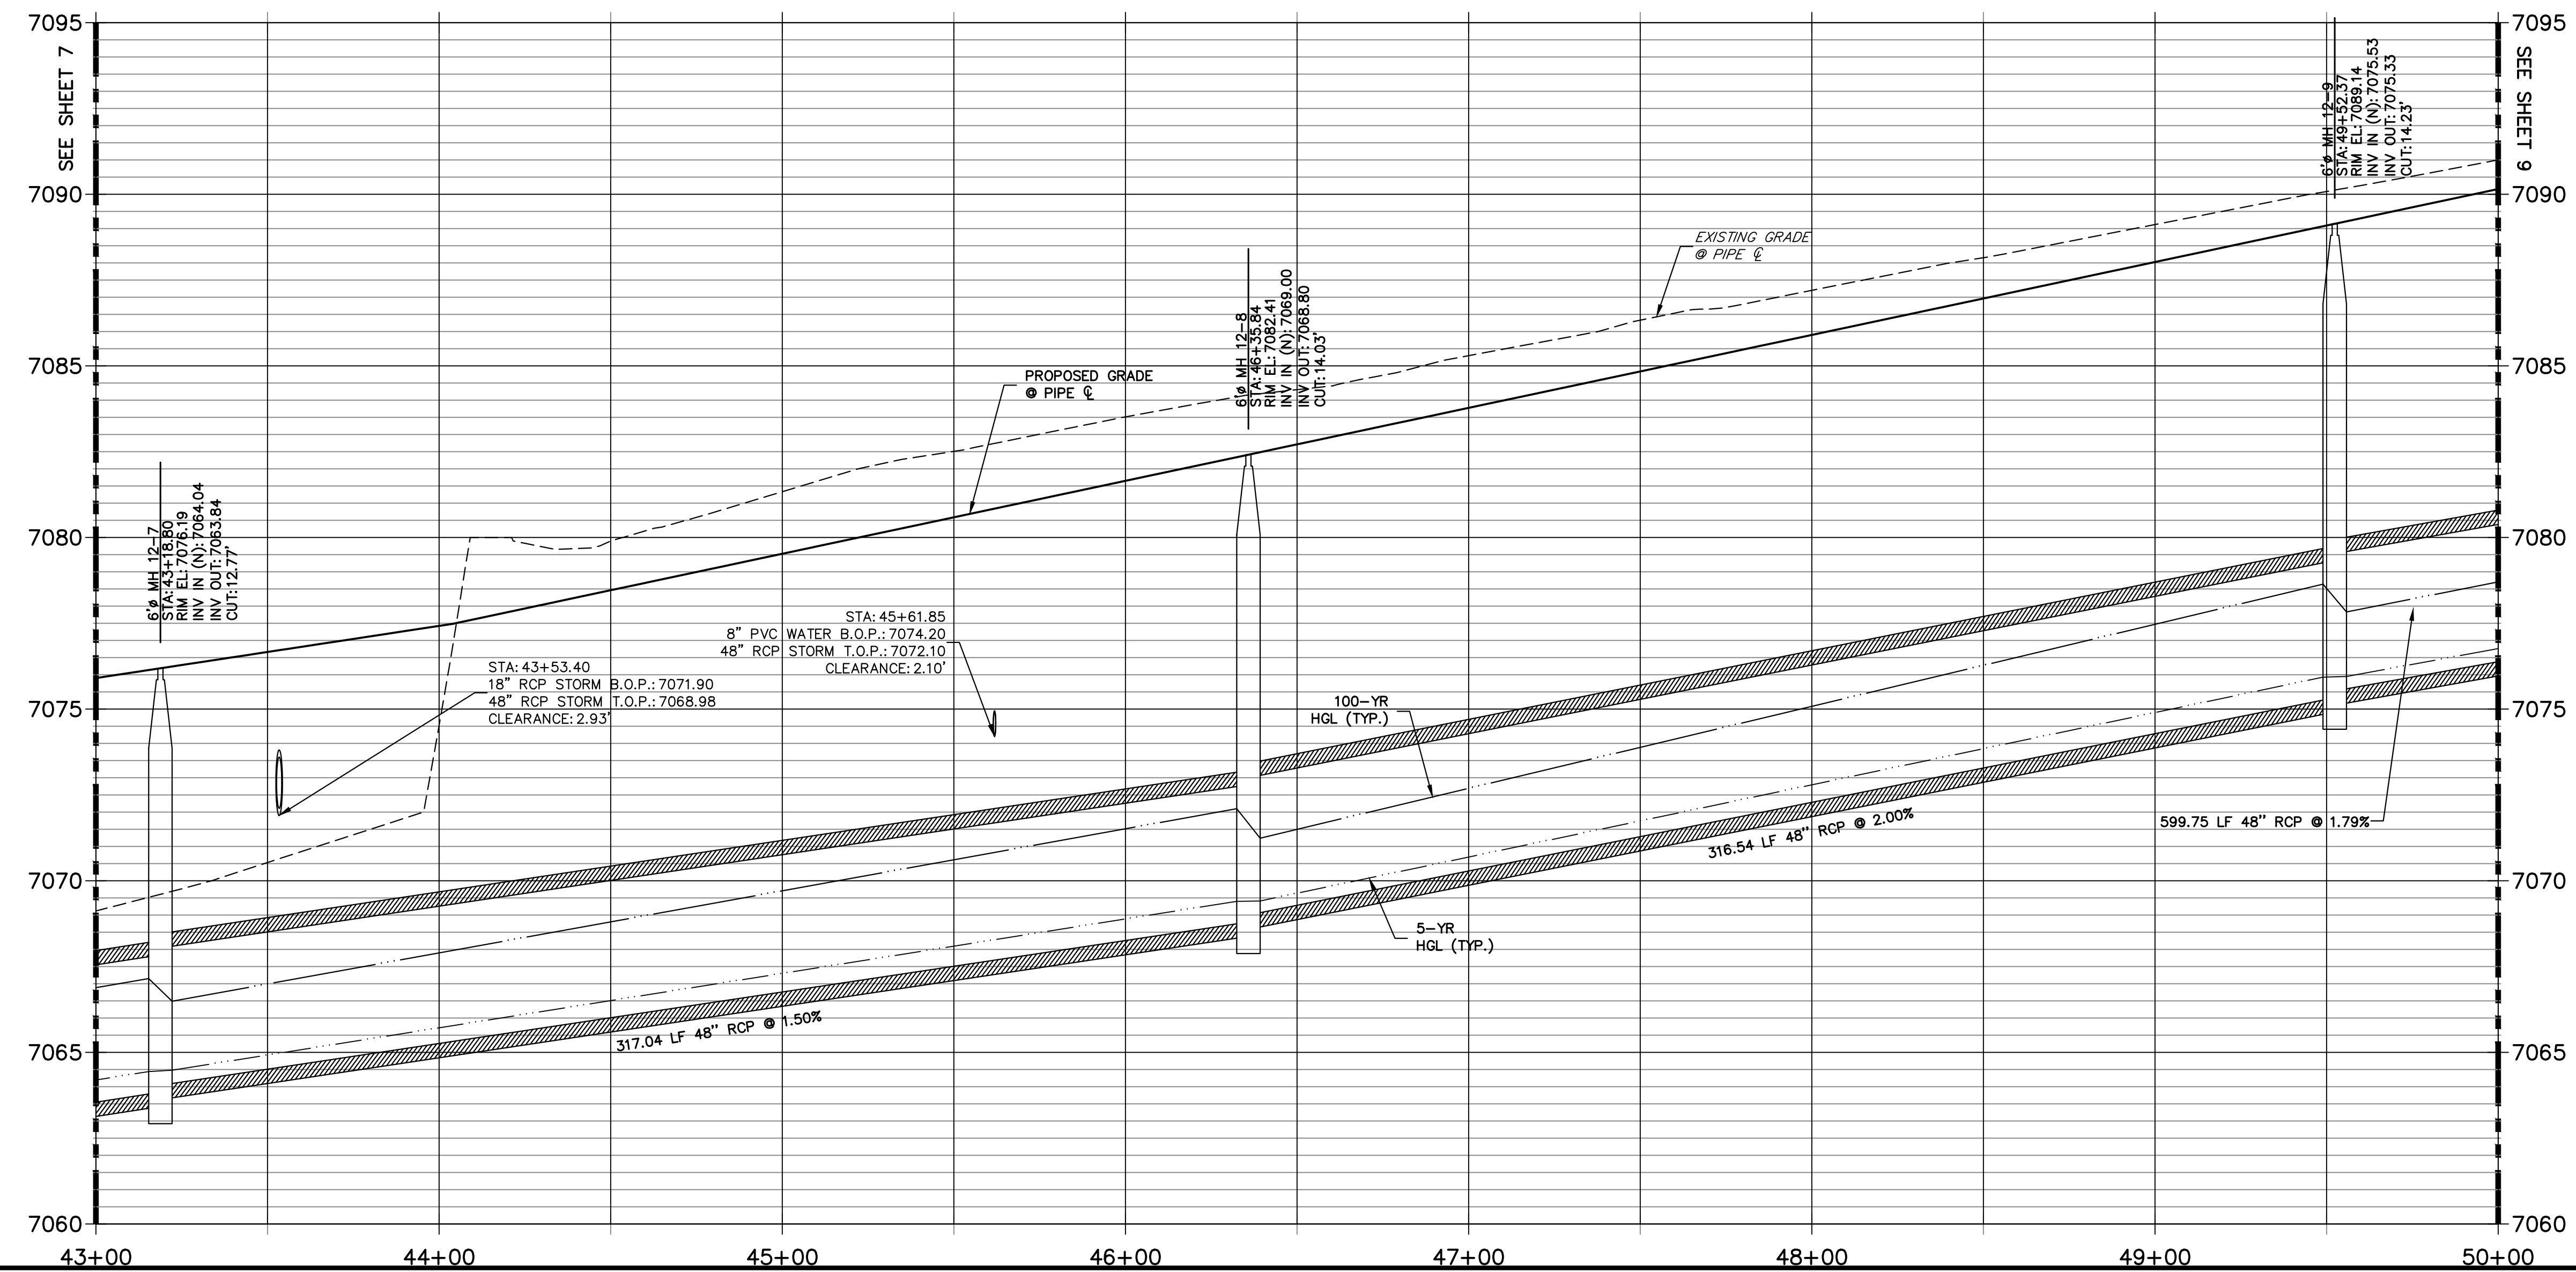 7095
7095
SEE SHEET 7
SEE SHEET 9
6'ø MH 12-9
STA: 49+52.37
RIM EL: 7089.14
INV IN (N): 7075.53
INV OUT: 7075.33
CUT: 14.23'
7090
7090
EXISTING GRADE
@ PIPE ℄
6'ø MH 12-8
STA: 46+35.84
RIM EL: 7082.41
INV IN (N): 7069.00
INV OUT: 7068.80
CUT: 14.03'
7085
7085
PROPOSED GRADE
@ PIPE ℄
7080
7080
6'ø MH 12-7
STA: 43+18.80
RIM EL: 7076.19
INV IN (N): 7064.04
INV OUT: 7063.84
CUT: 12.77'
STA: 45+61.85
8" PVC WATER B.O.P.: 7074.20
48" RCP STORM T.O.P.: 7072.10
CLEARANCE: 2.10'
STA: 43+53.40
18" RCP STORM B.O.P.: 7071.90
48" RCP STORM T.O.P.: 7068.98
CLEARANCE: 2.93'
7075
7075
100-YR
HGL (TYP.)
316.54 LF 48" RCP @ 2.00%
599.75 LF 48" RCP @ 1.79%
7070
7070
5-YR
HGL (TYP.)
317.04 LF 48" RCP @ 1.50%
7065
7065
7060
7060
43+00
44+00
45+00
46+00
47+00
48+00
49+00
50+00